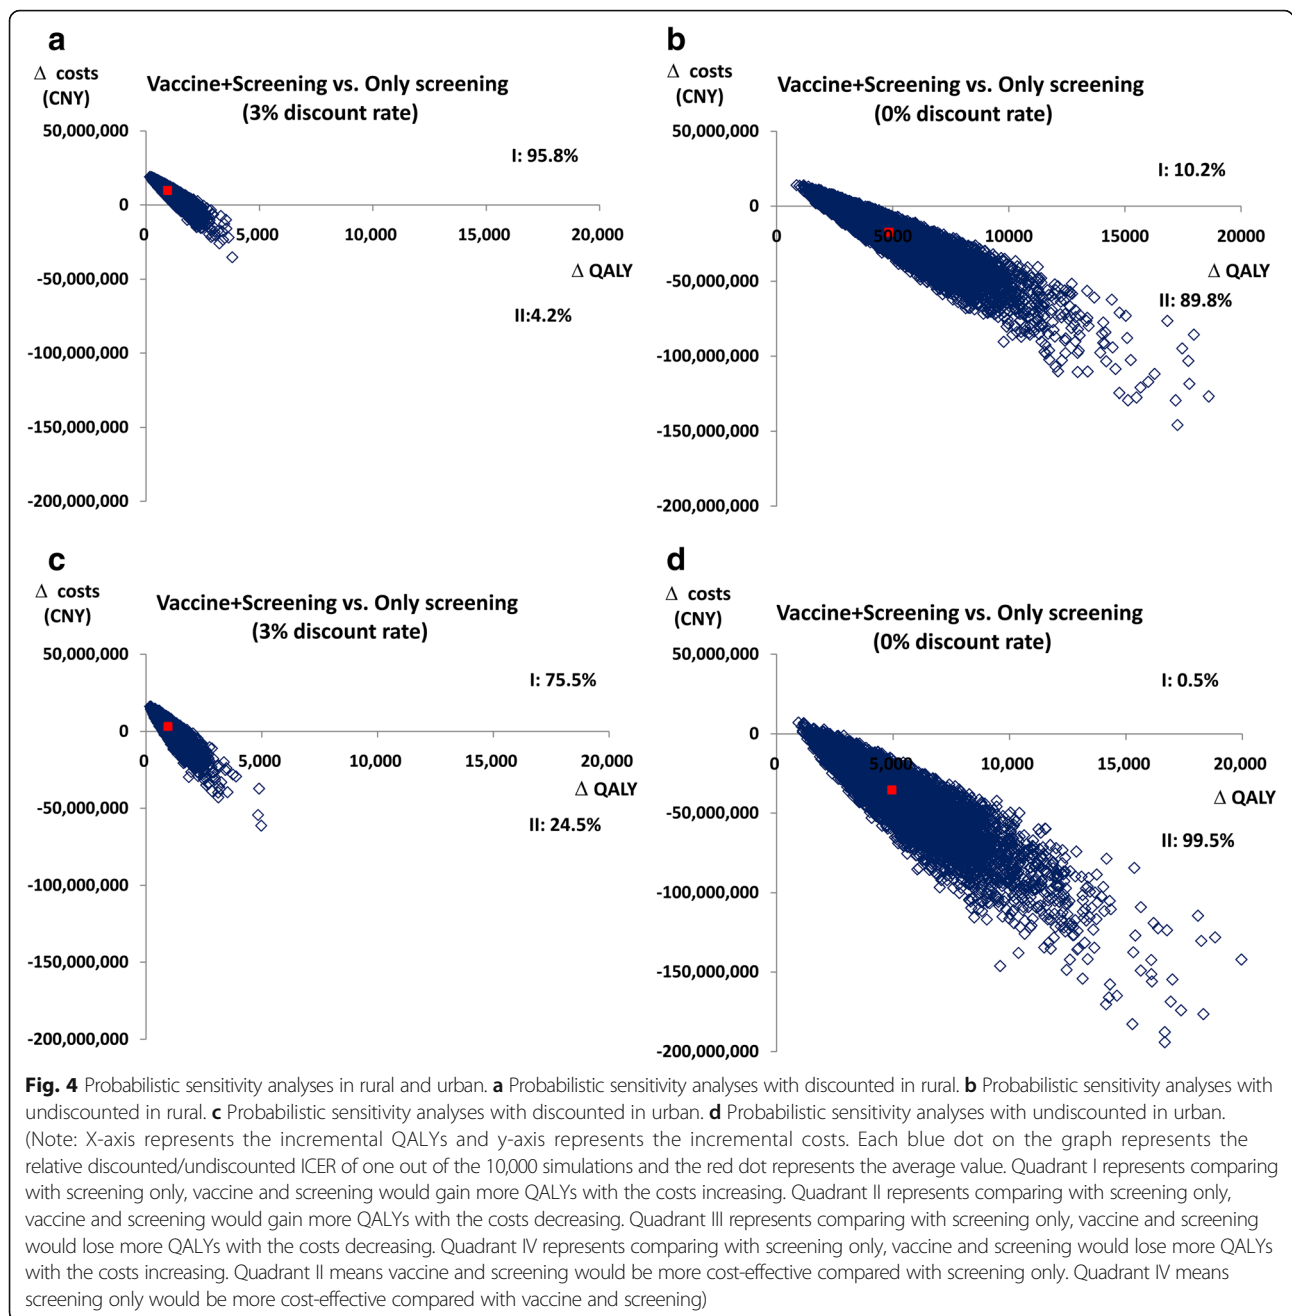 a
Δ costs
(CNY)
Vaccine+Screening vs. Only screening
(3% discount rate)
50,000,000
I: 95.8%
0
0
5,000
10,000
15,000
20,000
-50,000,000
Δ QALY
II:4.2%
-100,000,000
-150,000,000
-200,000,000
b
Δ costs
(CNY)
Vaccine+Screening vs. Only screening
(0% discount rate)
50,000,000
I: 10.2%
0
0
5000
10000
15000
20000
Δ QALY
-50,000,000
II: 89.8%
-100,000,000
-150,000,000
-200,000,000
c
Δ costs
(CNY)
Vaccine+Screening vs. Only screening
(3% discount rate)
50,000,000
I: 75.5%
0
0
5,000
10,000
15,000
20,000
Δ QALY
-50,000,000
II: 24.5%
-100,000,000
-150,000,000
-200,000,000
d
Δ costs
(CNY)
Vaccine+Screening vs. Only screening
(0% discount rate)
50,000,000
I: 0.5%
0
0
5,000
10,000
15,000
20,000
Δ QALY
-50,000,000
II: 99.5%
-100,000,000
-150,000,000
-200,000,000
Fig. 4 Probabilistic sensitivity analyses in rural and urban. a Probabilistic sensitivity analyses with discounted in rural. b Probabilistic sensitivity analyses with
undiscounted in rural. c Probabilistic sensitivity analyses with discounted in urban. d Probabilistic sensitivity analyses with undiscounted in urban.
(Note: X-axis represents the incremental QALYs and y-axis represents the incremental costs. Each blue dot on the graph represents the
relative discounted/undiscounted ICER of one out of the 10,000 simulations and the red dot represents the average value. Quadrant I represents comparing
with screening only, vaccine and screening would gain more QALYs with the costs increasing. Quadrant II represents comparing with screening only,
vaccine and screening would gain more QALYs with the costs decreasing. Quadrant III represents comparing with screening only, vaccine and screening
would lose more QALYs with the costs decreasing. Quadrant IV represents comparing with screening only, vaccine and screening would lose more QALYs
with the costs increasing. Quadrant II means vaccine and screening would be more cost-effective compared with screening only. Quadrant IV means
screening only would be more cost-effective compared with vaccine and screening)